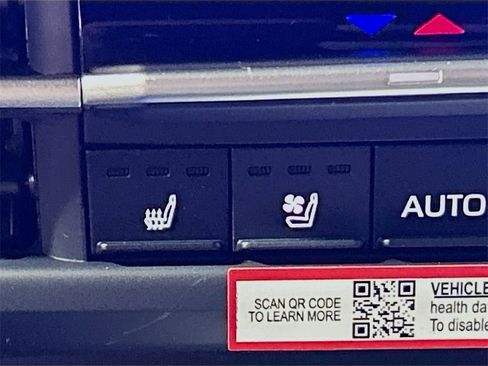 AUTO
SCAN QR CODE
TO LEARN MORE
VEHICLE
health da
To disable